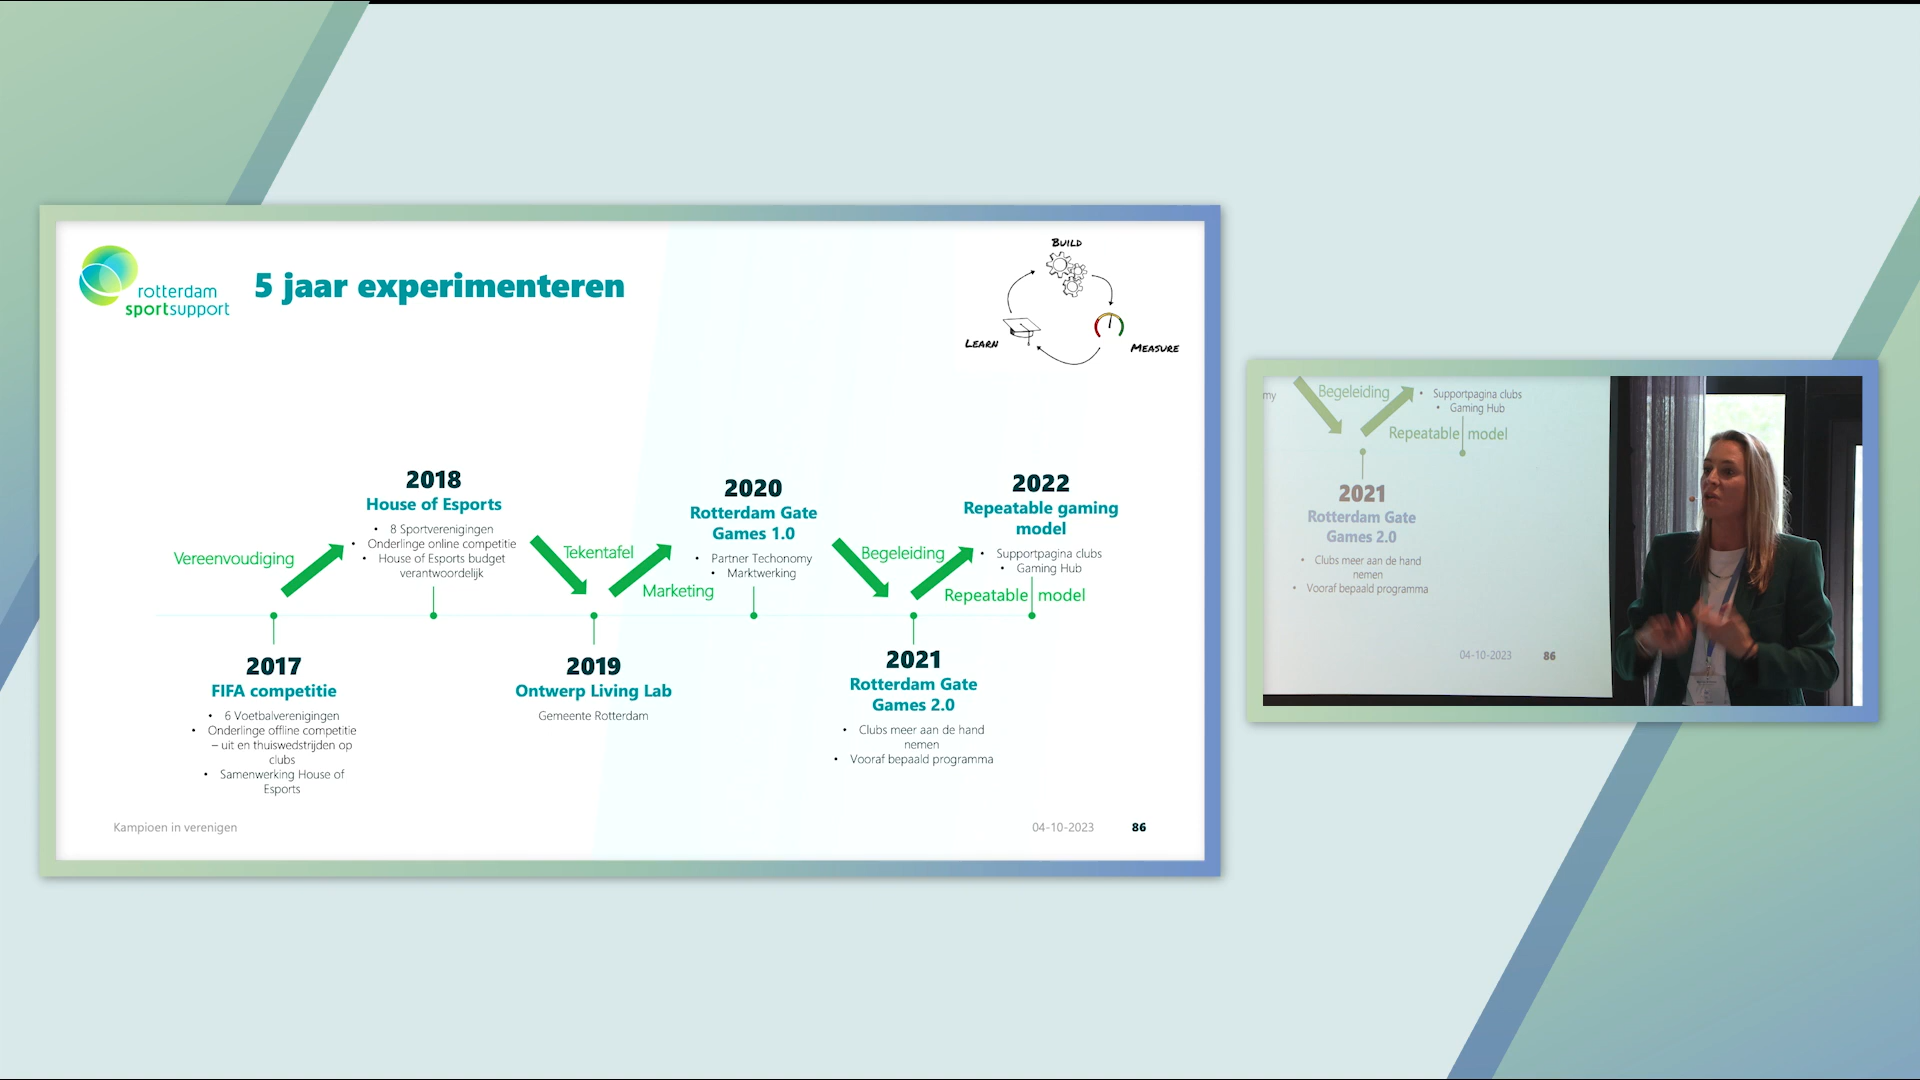 rotterdam
sportsupport
5 jaar experimenteren
BUILD
LEARN
MEASURE
2018
House of Esports
• 8 Sportverenigingen
• Onderlinge online competitie
• House of Esports budget
verantwoordelijk
2020
Rotterdam Gate
Games 1.0
• Partner Techonomy
• Marktwerking
2022
Repeatable gaming
model
• Supportpagina clubs
• Gaming Hub
Vereenvoudiging
Tekentafel
Marketing
Begeleiding
Repeatable model
2017
FIFA competitie
• 6 Voetbalverenigingen
• Onderlinge offline competitie
– uit en thuiswedstrijden op
clubs
• Samenwerking House of
Esports
2019
Ontwerp Living Lab
Gemeente Rotterdam
2021
Rotterdam Gate
Games 2.0
• Clubs meer aan de hand
nemen
• Vooraf bepaald programma
Kampioen in verenigen
04-10-2023
86
my
Begeleiding
• Supportpagina clubs
• Gaming Hub
Repeatable model
2021
Rotterdam Gate
Games 2.0
• Clubs meer aan de hand
nemen
• Vooraf bepaald programma
04-10-2023
86